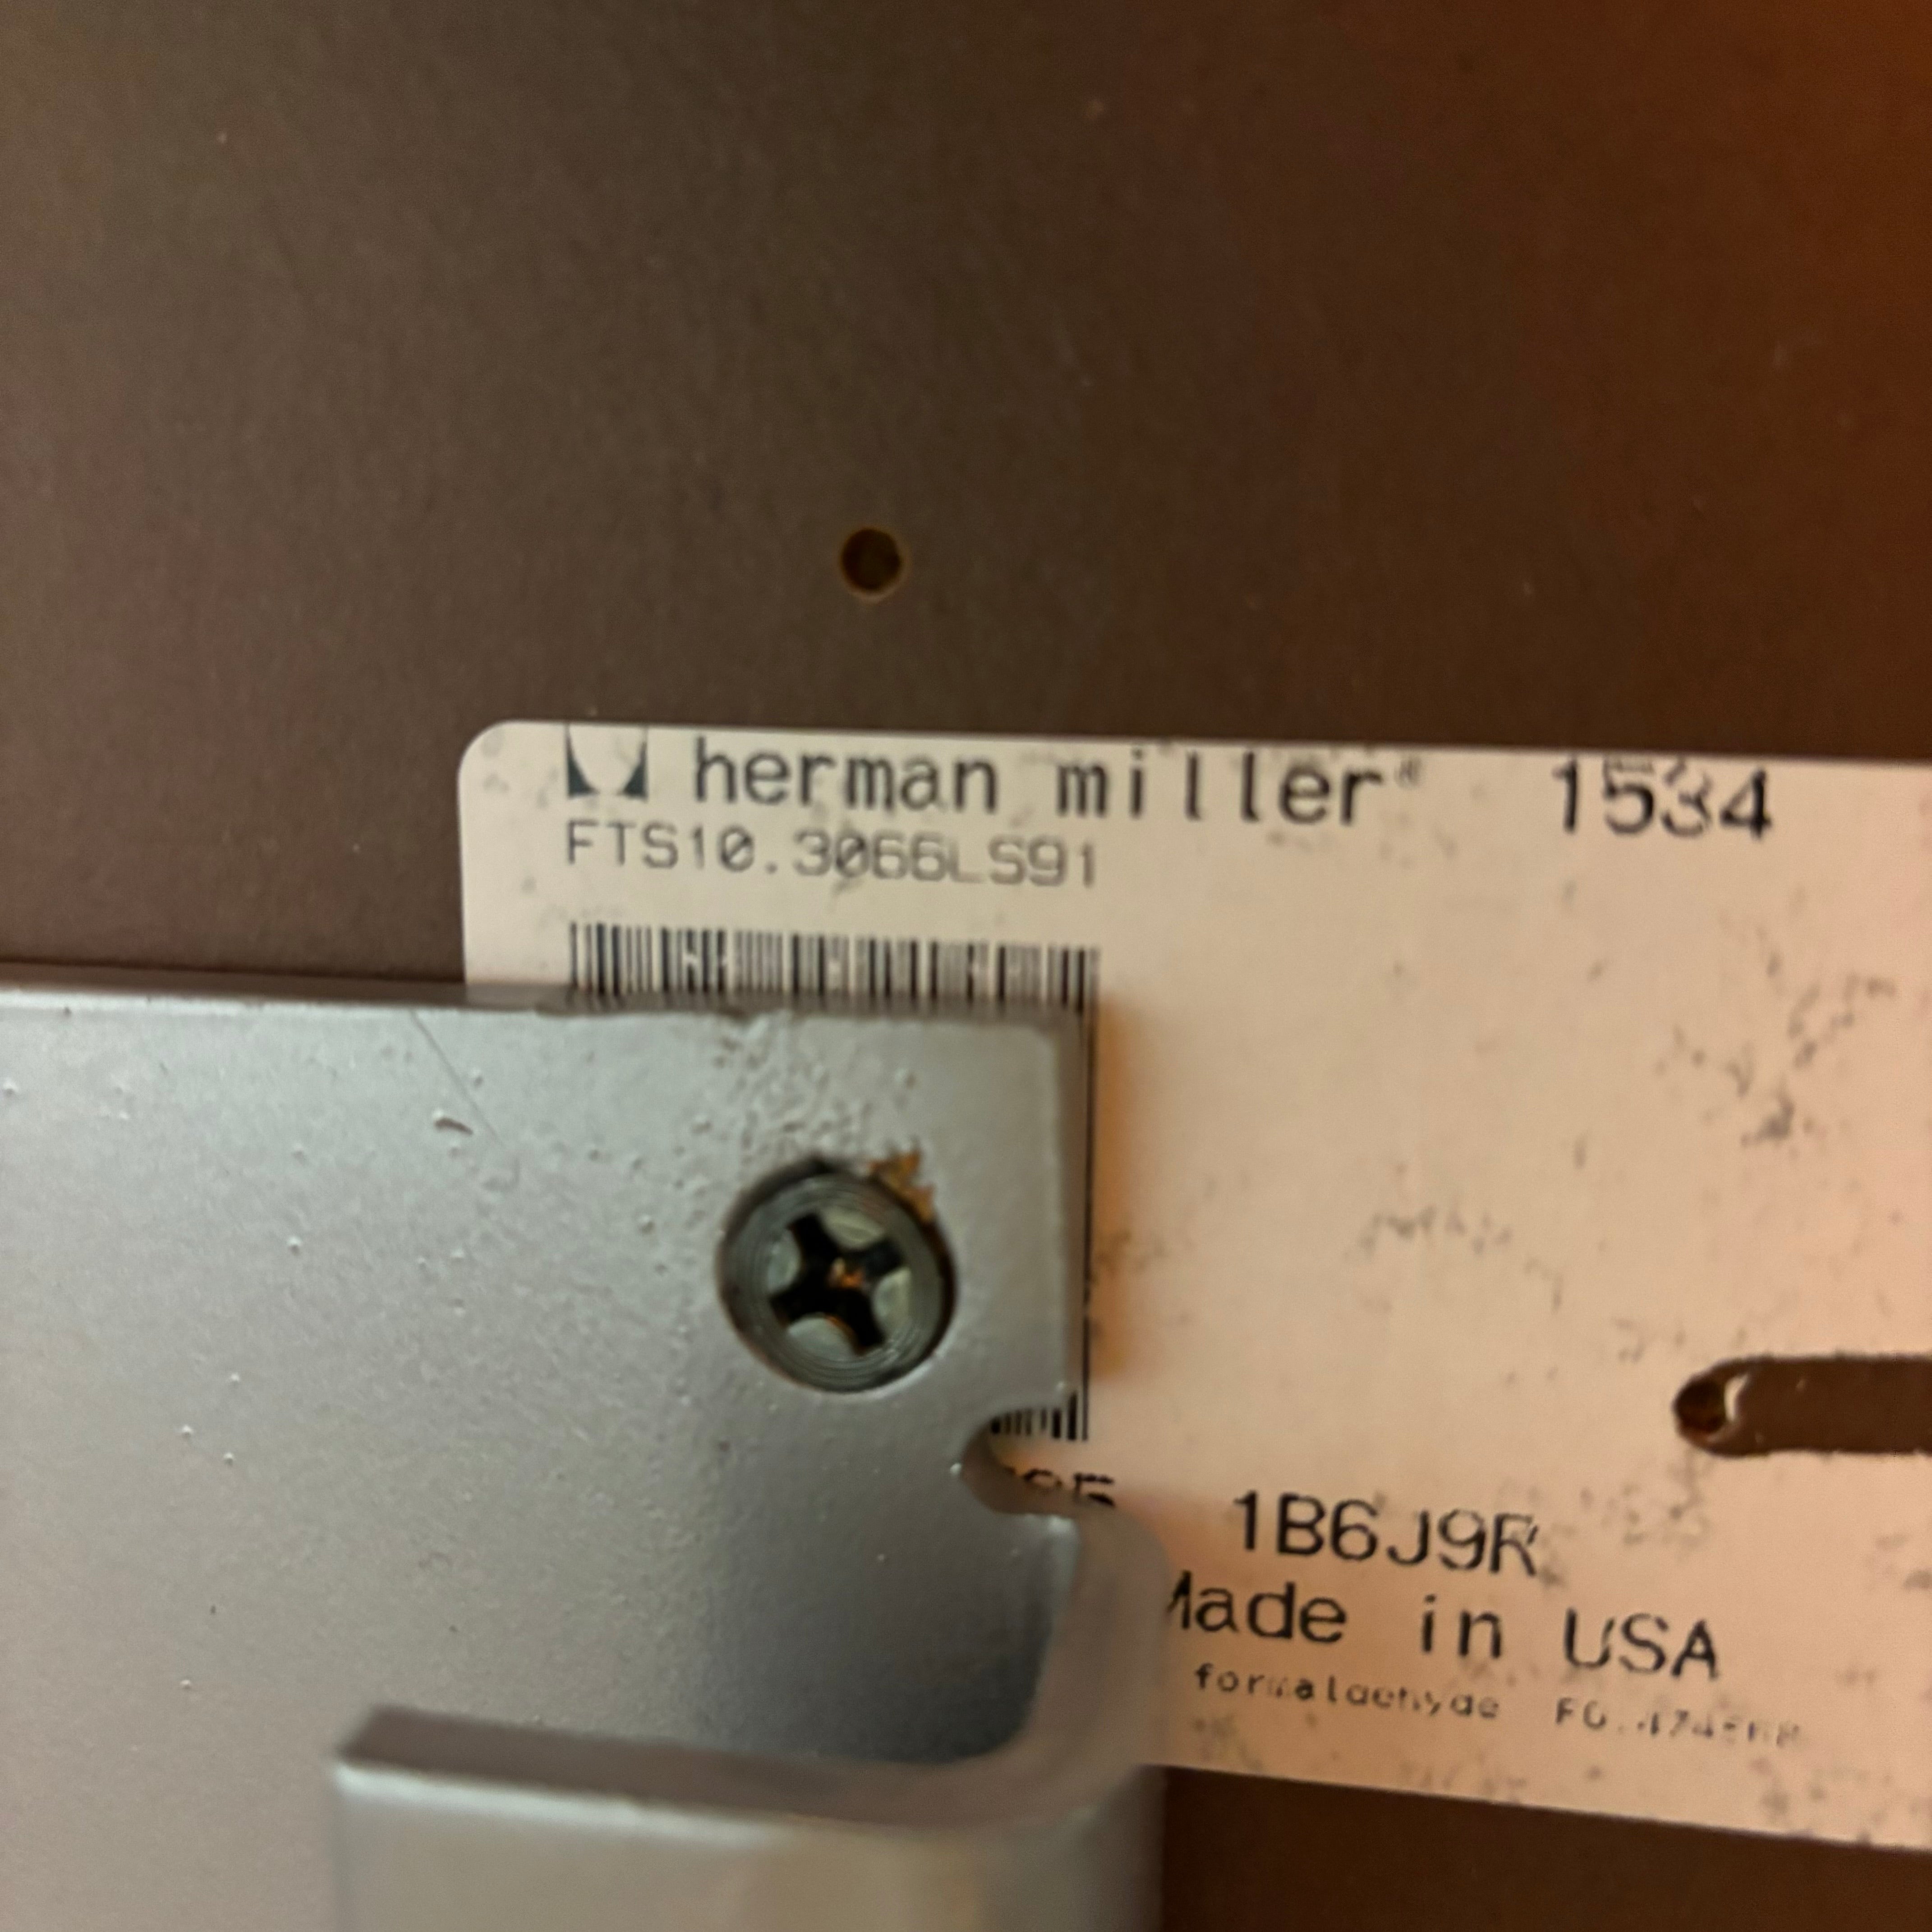 herman miller® 1534
FTS10.3066LS91
1B6J9R
Made in USA
formaldehyde